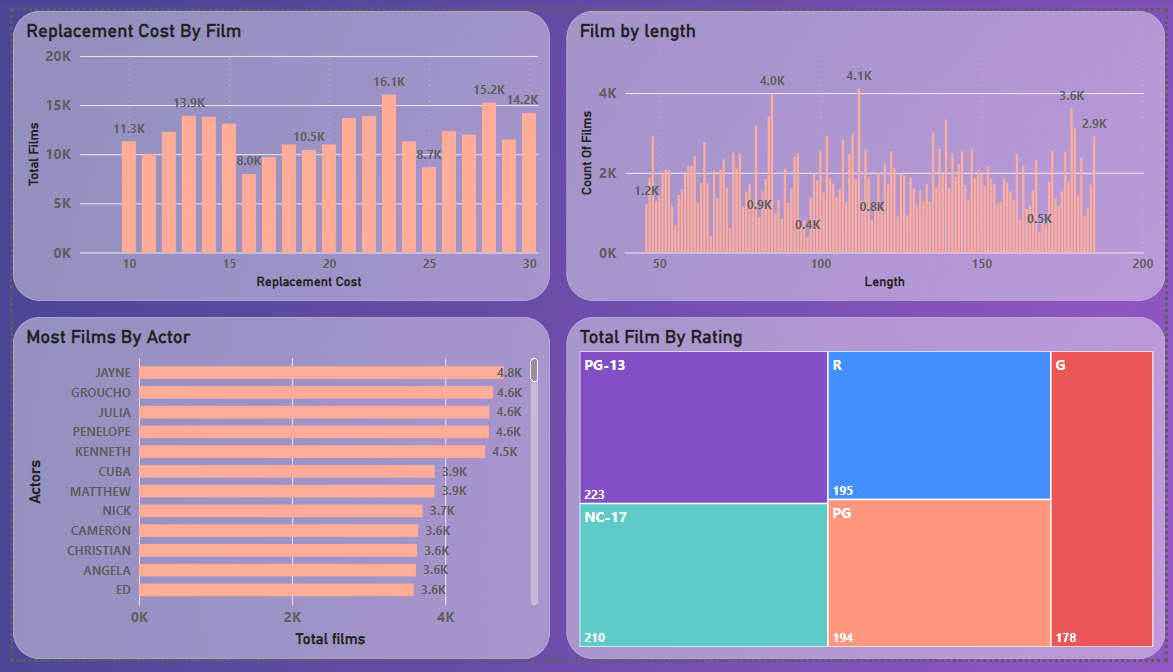 Replacement Cost By Film
20K
15K
10K
5K
0K
Total Films
11.3K
13.9K
8.0K
10.5K
16.1K
8.7K
15.2K
14.2K
10
15
20
25
30
Replacement Cost
Film by length
4K
2K
0K
Count Of Films
1.2K
4.0K
0.9K
0.4K
4.1K
0.8K
0.5K
3.6K
2.9K
50
100
150
200
Length
Most Films By Actor
Actors
JAYNE 4.8K
GROUCHO 4.6K
JULIA 4.6K
PENELOPE 4.6K
KENNETH 4.5K
CUBA 3.9K
MATTHEW 3.9K
NICK 3.7K
CAMERON 3.6K
CHRISTIAN 3.6K
ANGELA 3.6K
ED 3.6K
0K 2K 4K
Total films
Total Film By Rating
PG-13
223
NC-17
210
R
195
PG
194
G
178